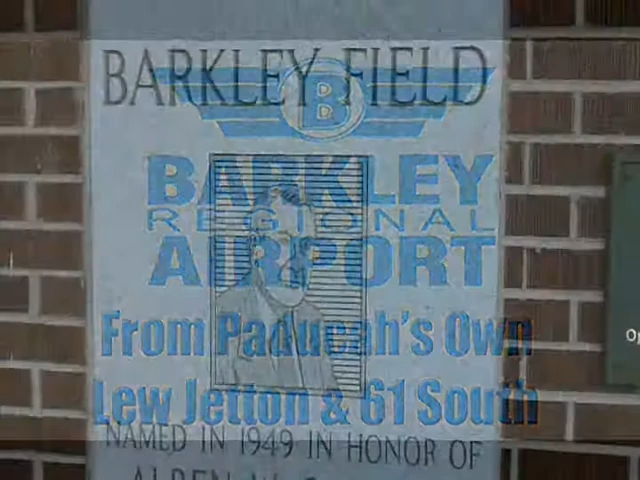 BARKLEY FIELD
B
BARKLEY
REGIONAL
AIRPORT
From Paducah's Own
Lew Jetton & 61 South
NAMED IN 1949 IN HONOR OF